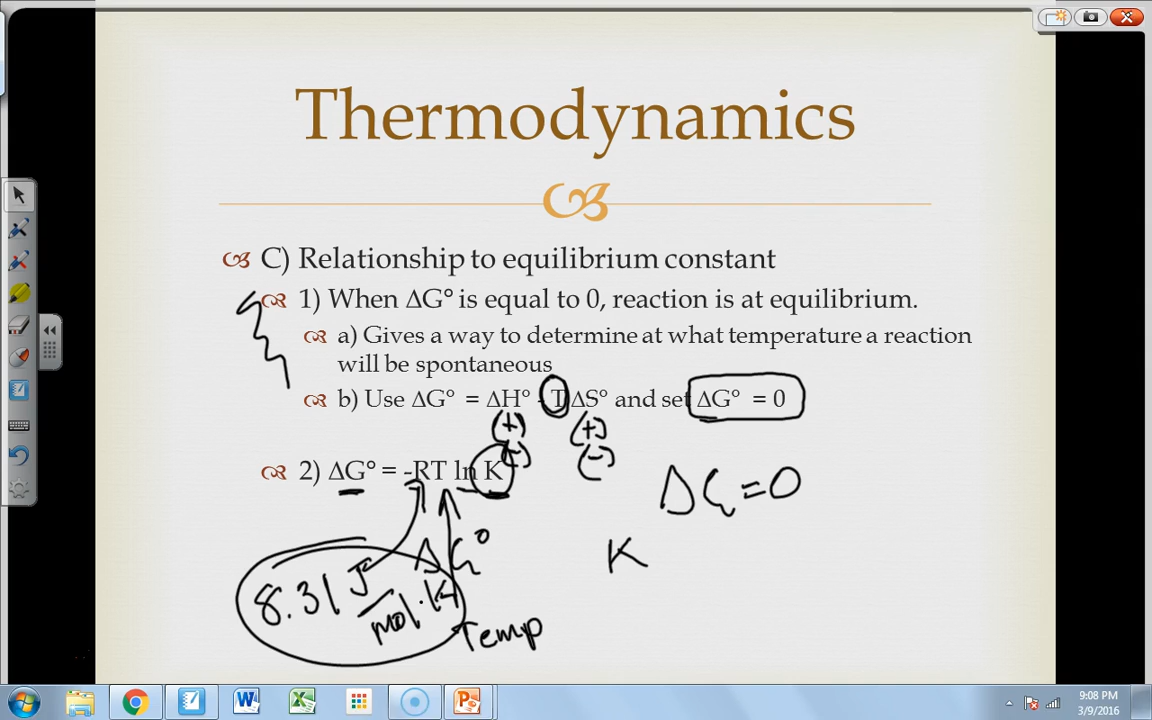 Thermodynamics
C) Relationship to equilibrium constant
1) When ΔG° is equal to 0, reaction is at equilibrium.
a) Gives a way to determine at what temperature a reaction
will be spontaneous
b) Use ΔG° = ΔH° - TΔS° and set ΔG° = 0
(+) (+)
(-) (-)
2) ΔG° = -RT ln K
ΔG = 0
ΔG°
K
8.31 J/mol·K
Temp
9:08 PM
3/9/2016